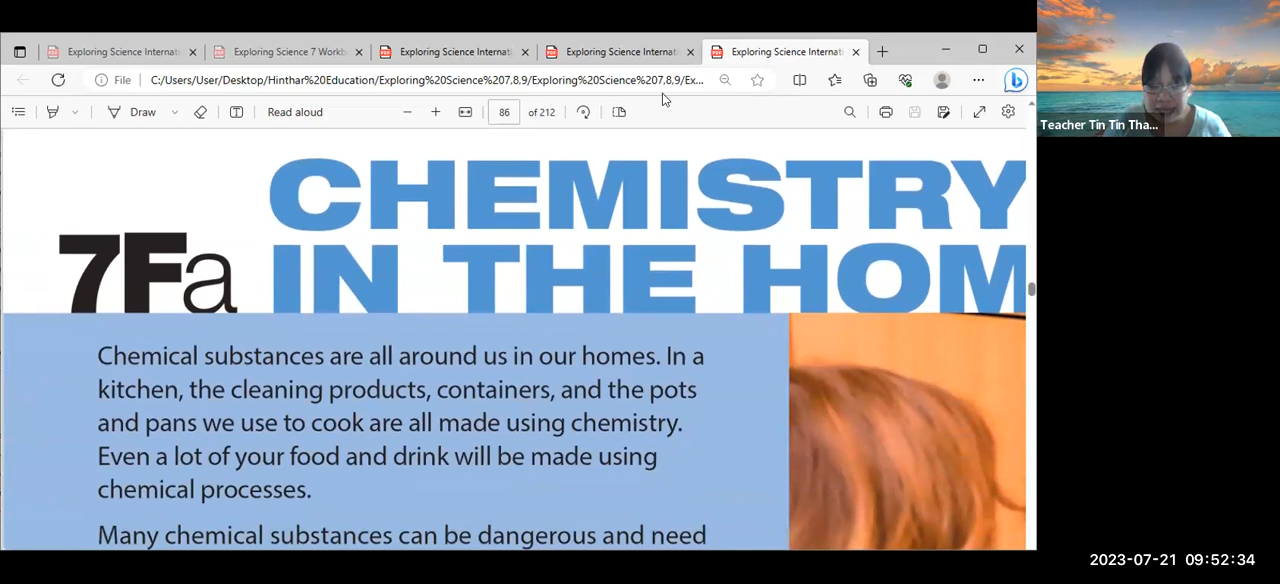 Exploring Science Internati
Exploring Science 7 Workb
Exploring Science Internati
Exploring Science Internati
Exploring Science Internati
File
C:/Users/User/Desktop/Hinthar%20Education/Exploring%20Science%207,8,9/Exploring%20Science%207,8,9/Ex...
Draw
Read aloud
86 of 212
Teacher Tin Tin Tha...
CHEMISTRY
7Fa IN THE HOM
Chemical substances are all around us in our homes. In a
kitchen, the cleaning products, containers, and the pots
and pans we use to cook are all made using chemistry.
Even a lot of your food and drink will be made using
chemical processes.
Many chemical substances can be dangerous and need
2023-07-21 09:52:34